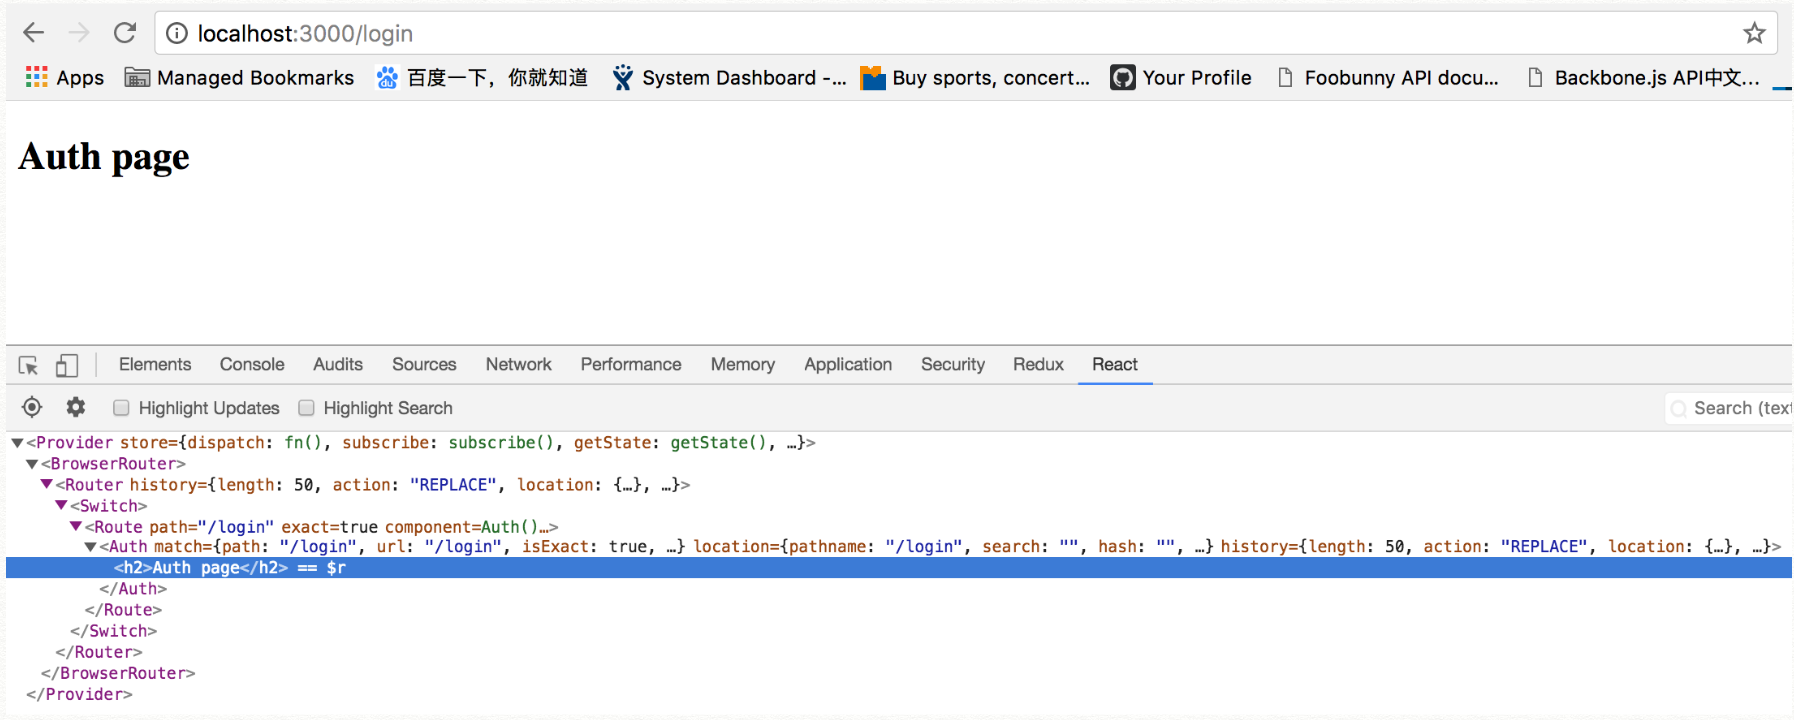 localhost:3000/login
Apps Managed Bookmarks 百度一下，你就知道 System Dashboard -... Buy sports, concert... Your Profile Foobunny API docu... Backbone.js API中文...
Auth page
Elements Console Audits Sources Network Performance Memory Application Security Redux React
Highlight Updates Highlight Search Search (text
<Provider store={dispatch: fn(), subscribe: subscribe(), getState: getState(), …}>
<BrowserRouter>
<Router history={length: 50, action: "REPLACE", location: {…}, …}>
<Switch>
<Route path="/login" exact=true component=Auth()…>
<Auth match={path: "/login", url: "/login", isExact: true, …} location={pathname: "/login", search: "", hash: "", …} history={length: 50, action: "REPLACE", location: {…}, …}>
<h2>Auth page</h2> == $r
</Auth>
</Route>
</Switch>
</Router>
</BrowserRouter>
</Provider>